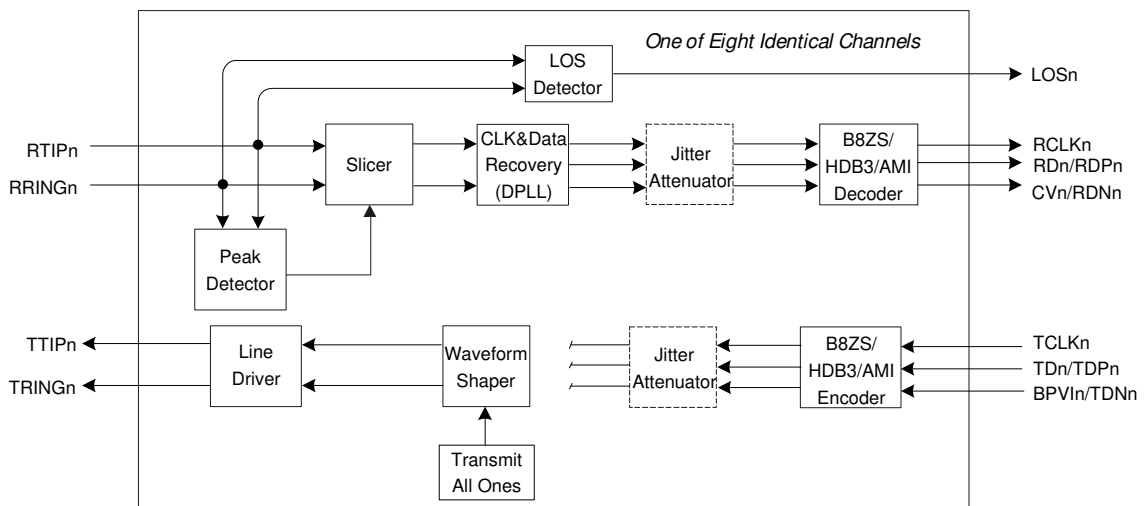 One of Eight Identical Channels
LOS
Detector
LOSn
RTIPn
RRINGn
Slicer
CLK&Data
Recovery
(DPLL)
Jitter
Attenuator
B8ZS/
HDB3/AMI
Decoder
RCLKn
RDn/RDPn
CVn/RDNn
Peak
Detector
TTIPn
TRINGn
Line
Driver
Waveform
Shaper
Jitter
Attenuator
B8ZS/
HDB3/AMI
Encoder
TCLKn
TDn/TDPn
BPVIn/TDNn
Transmit
All Ones